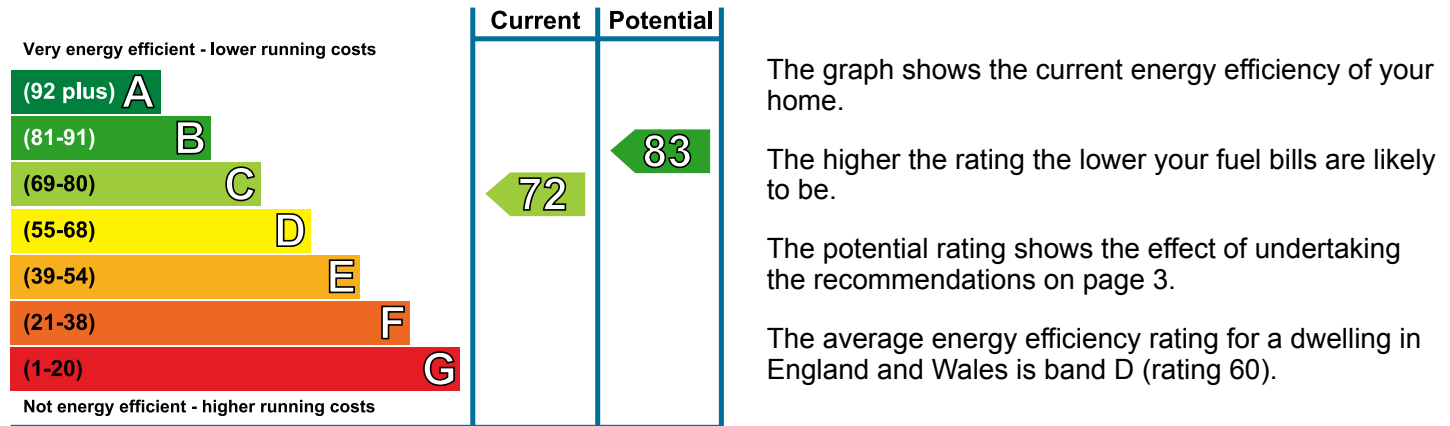 Current Potential
Very energy efficient - lower running costs
(92 plus) A
(81-91) B
(69-80) C
(55-68) D
(39-54) E
(21-38) F
(1-20) G
Not energy efficient - higher running costs
72
83
The graph shows the current energy efficiency of your
home.
The higher the rating the lower your fuel bills are likely
to be.
The potential rating shows the effect of undertaking
the recommendations on page 3.
The average energy efficiency rating for a dwelling in
England and Wales is band D (rating 60).